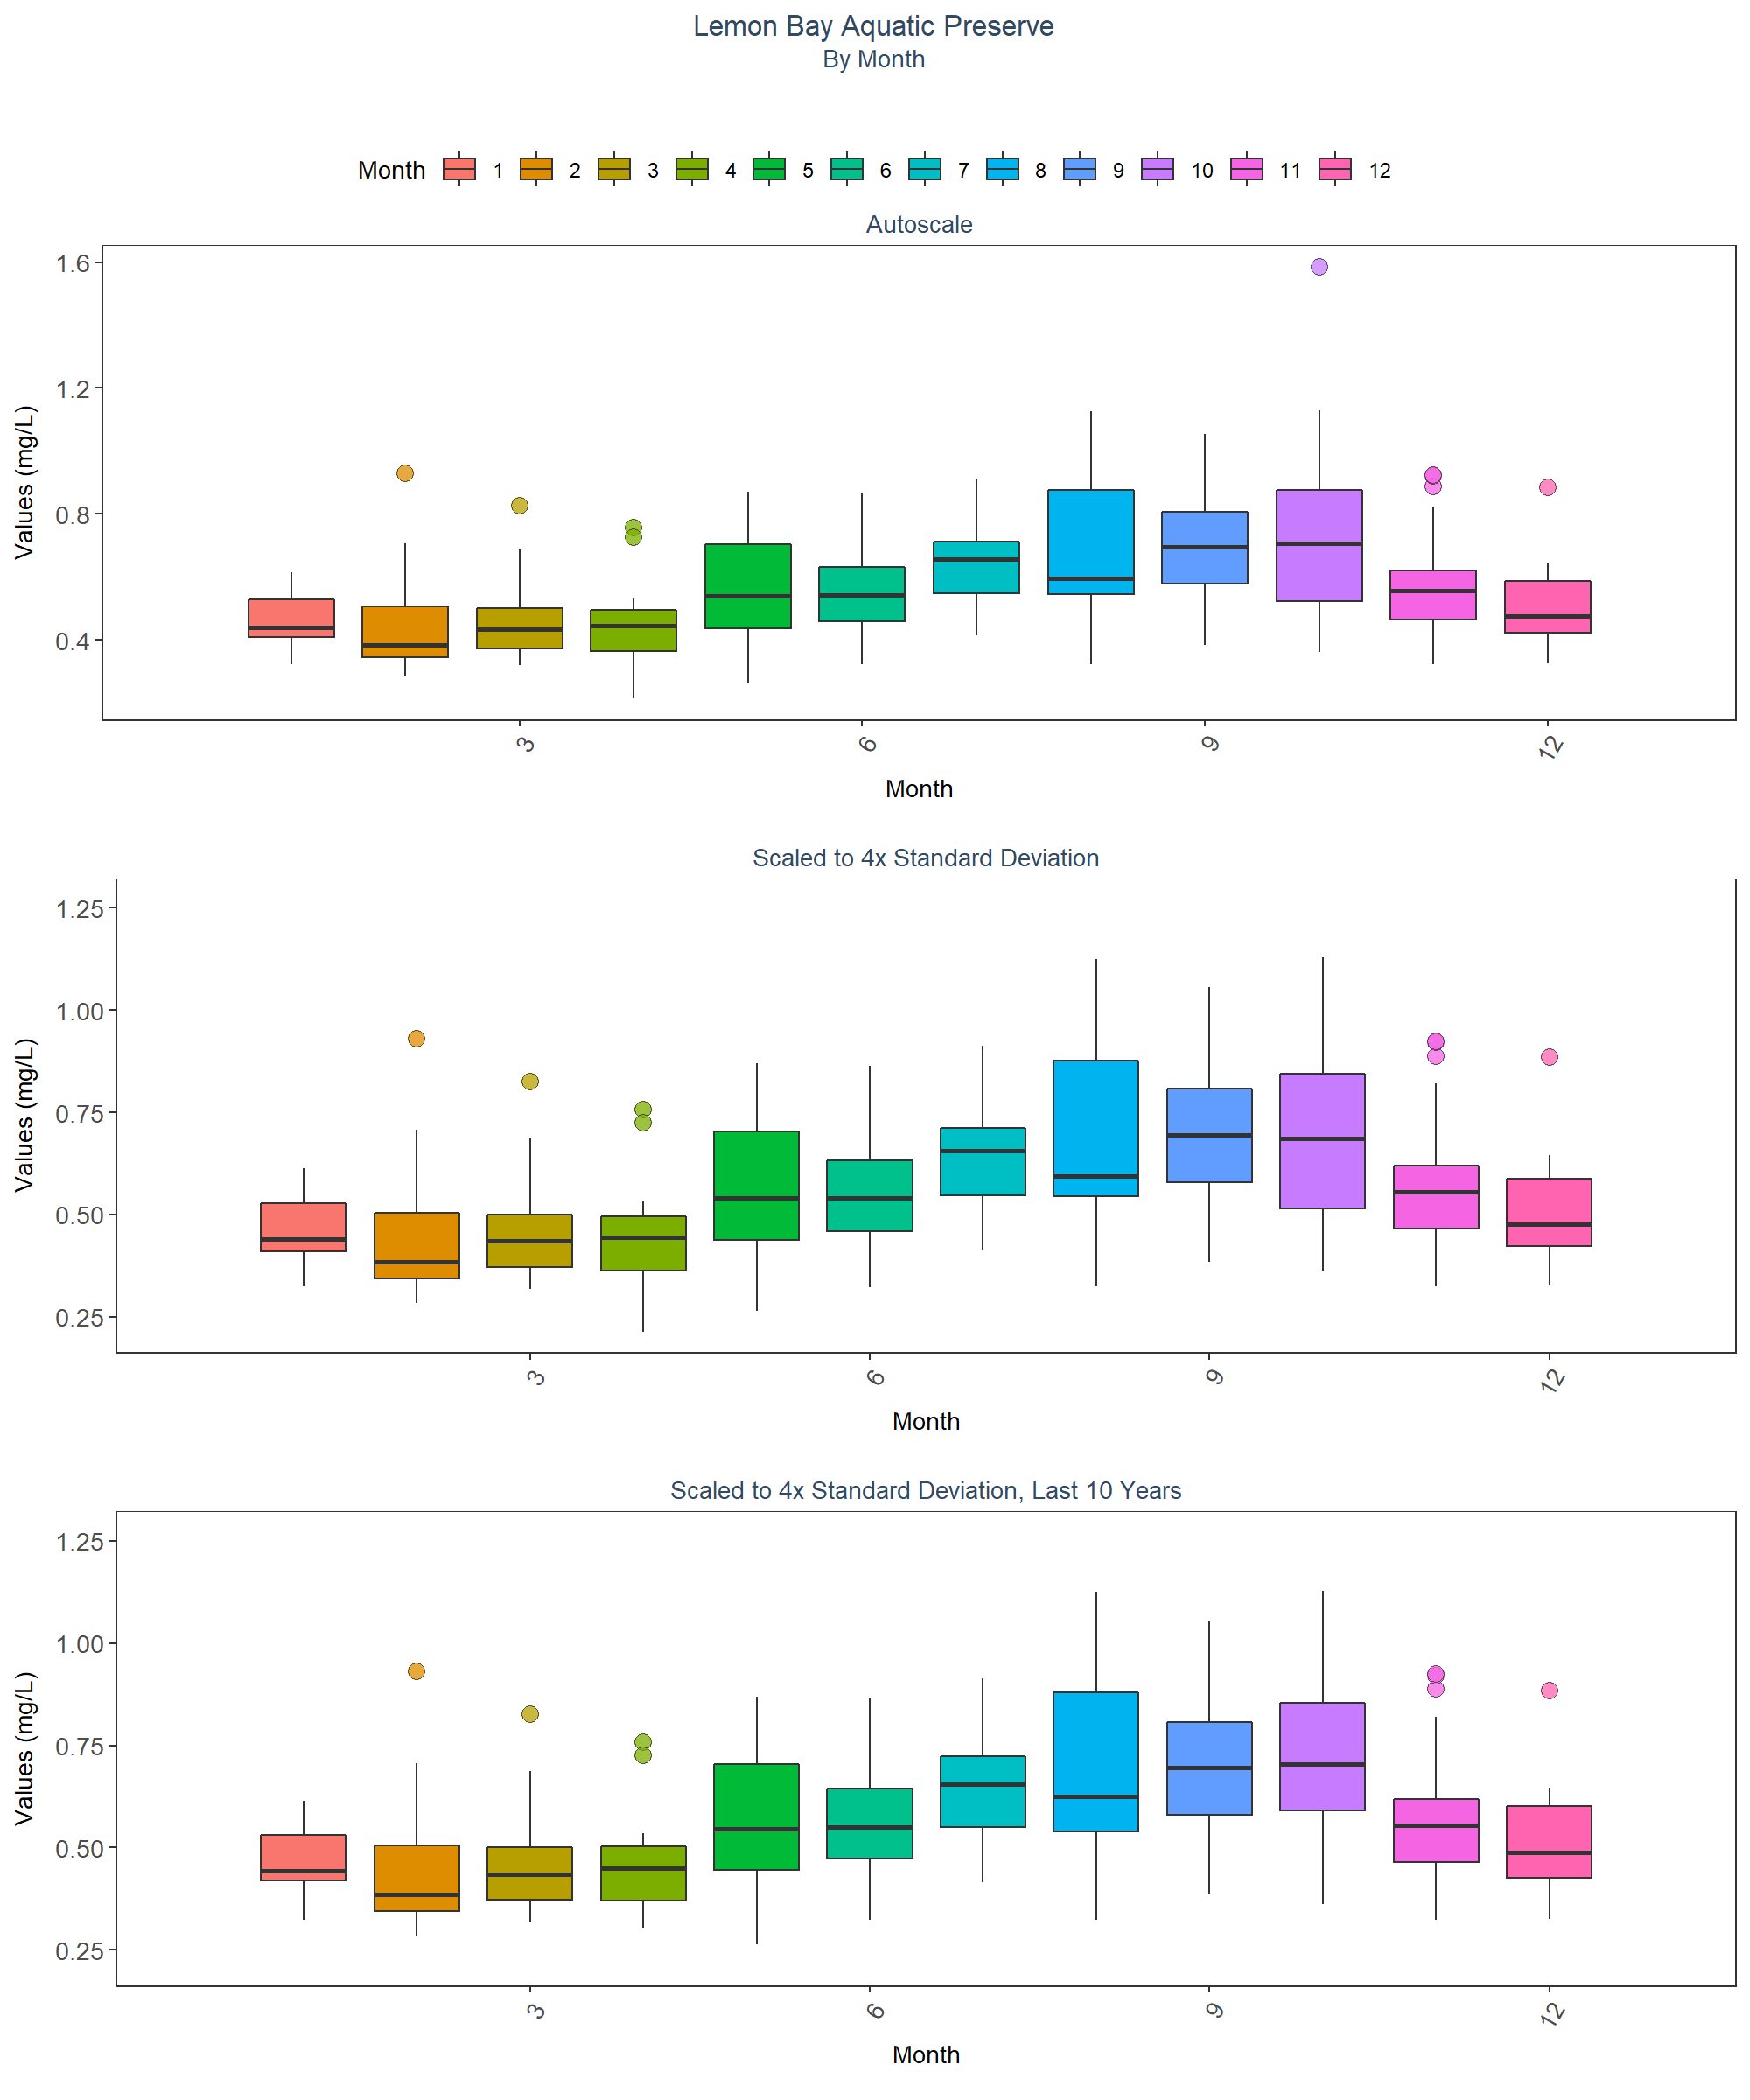 Lemon Bay Aquatic Preserve
By Month
Month 1 2 3 4 5 6 7 8 9 10 11 12
Autoscale
1.6
1.2
0.8
0.4
Values (mg/L)
3 6 9 12
Month
Scaled to 4x Standard Deviation
1.25
1.00
0.75
0.50
0.25
Values (mg/L)
3 6 9 12
Month
Scaled to 4x Standard Deviation, Last 10 Years
1.25
1.00
0.75
0.50
0.25
Values (mg/L)
3 6 9 12
Month